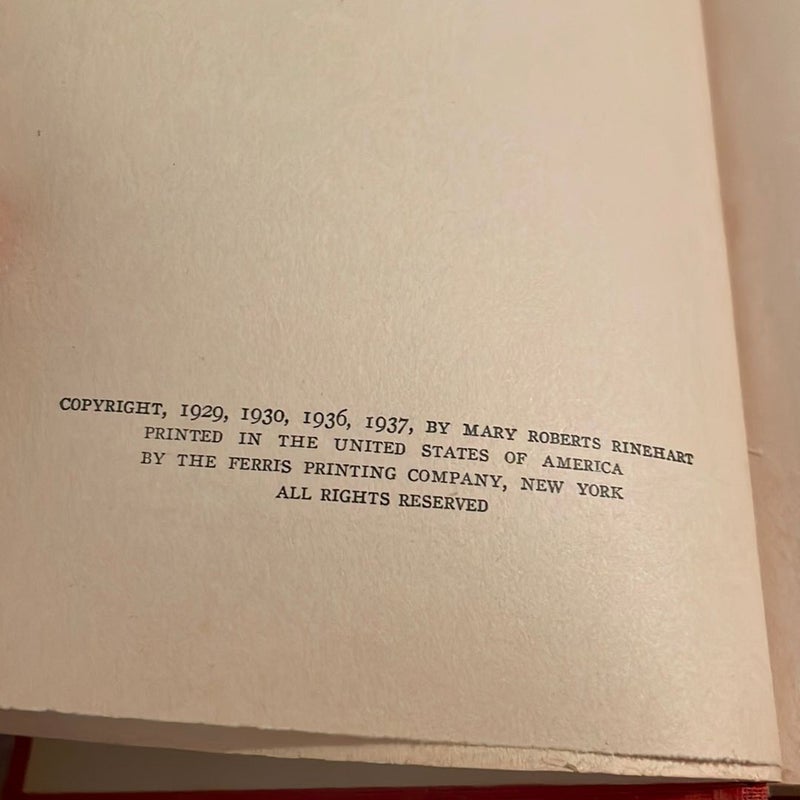 COPYRIGHT, 1929, 1930, 1936, 1937, BY MARY ROBERTS RINEHART
PRINTED IN THE UNITED STATES OF AMERICA
BY THE FERRIS PRINTING COMPANY, NEW YORK
ALL RIGHTS RESERVED